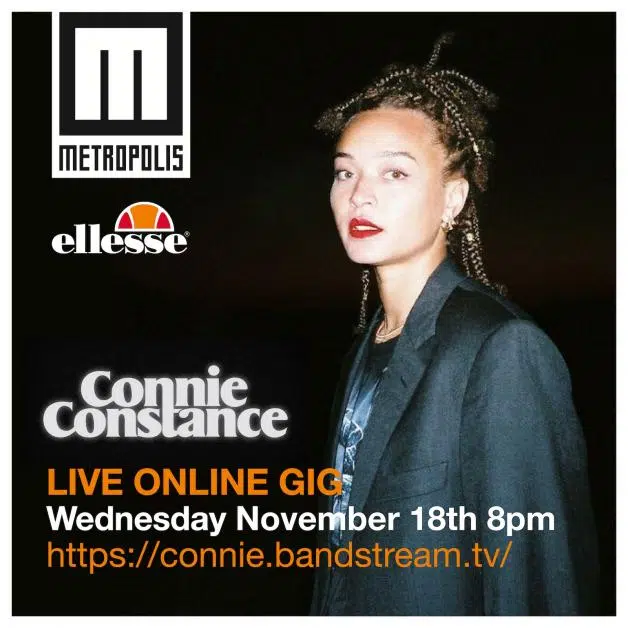 METROPOLIS
ellesse®
Connie
Constance
LIVE ONLINE GIG
Wednesday November 18th 8pm
https://connie.bandstream.tv/